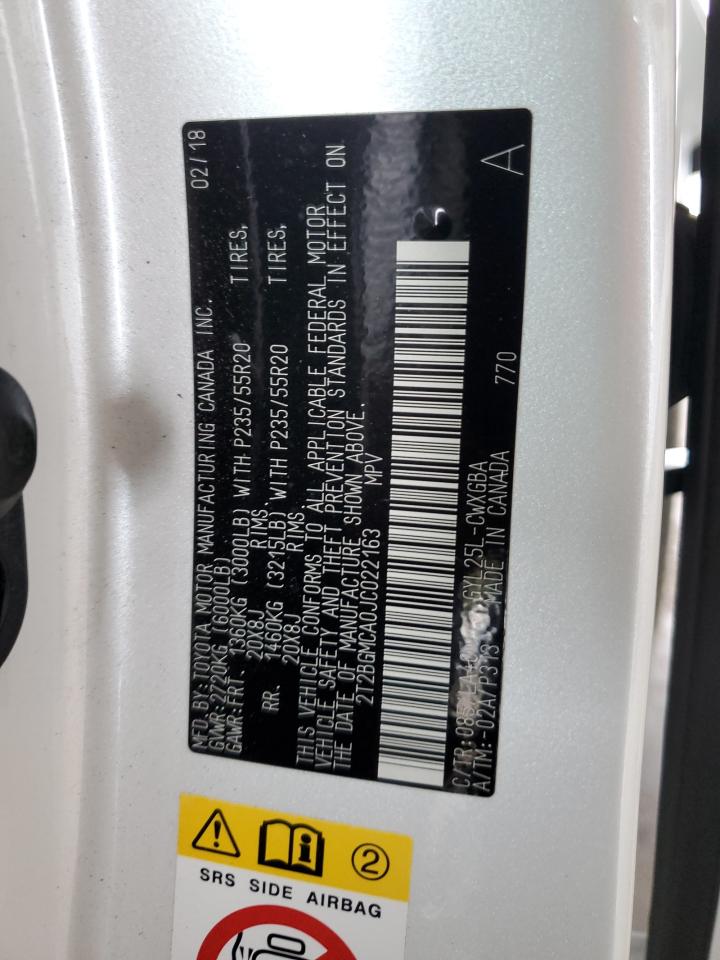 MFD. BY: TOYOTA MOTOR MANUFACTURING CANADA INC. 02/18
GVWR: 2720KG (6000LB)
GAWR: FRT. 1360KG (3000LB) WITH P235/55R20 TIRES,
20X8J RIMS
RR. 1460KG (3215LB) WITH P235/55R20 TIRES,
20X8J RIMS
THIS VEHICLE CONFORMS TO ALL APPLICABLE FEDERAL MOTOR
VEHICLE SAFETY AND THEFT PREVENTION STANDARDS IN EFFECT ON
THE DATE OF MANUFACTURE SHOWN ABOVE.
2T2BGMCA0JC022163 MPV
A
770
MADE IN CANADA
2
SRS SIDE AIRBAG